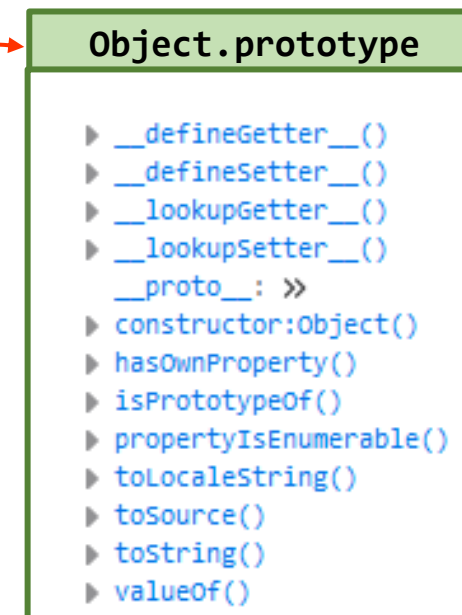 Object.prototype
__defineGetter__()
__defineSetter__()
__lookupGetter__()
__lookupSetter__()
__proto__: »
constructor:Object()
hasOwnProperty()
isPrototypeOf()
propertyIsEnumerable()
toLocaleString()
toSource()
toString()
valueOf()